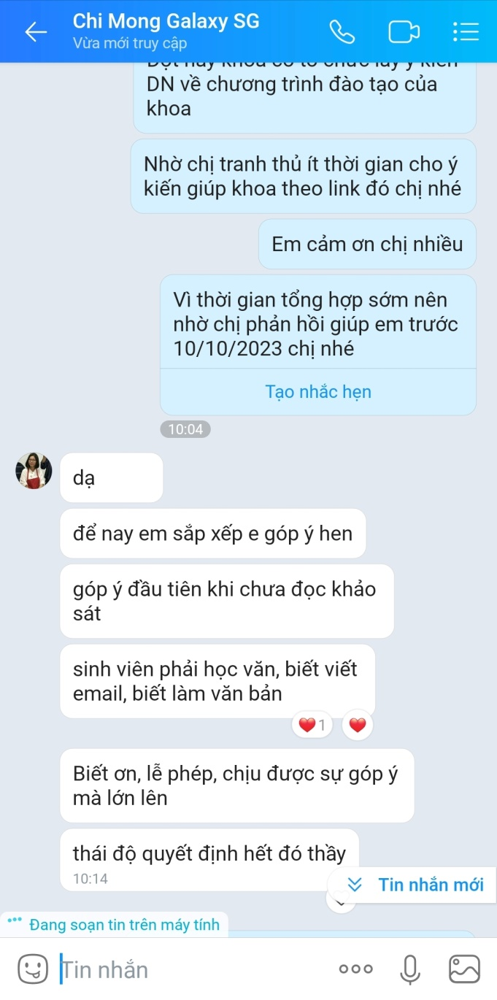 Chi Mong Galaxy SG
Vừa mới truy cập
DN về chương trình đào tạo của
khoa
Nhờ chị tranh thủ ít thời gian cho ý
kiến giúp khoa theo link đó chị nhé
Em cảm ơn chị nhiều
Vì thời gian tổng hợp sớm nên
nhờ chị phản hồi giúp em trước
10/10/2023 chị nhé
Tạo nhắc hẹn
10:04
dạ
để nay em sắp xếp e góp ý hen
góp ý đầu tiên khi chưa đọc khảo
sát
sinh viên phải học văn, biết viết
email, biết làm văn bản
1
Biết ơn, lễ phép, chịu được sự góp ý
mà lớn lên
thái độ quyết định hết đó thầy
10:14
Tin nhắn mới
Đang soạn tin trên máy tính
Tin nhắn